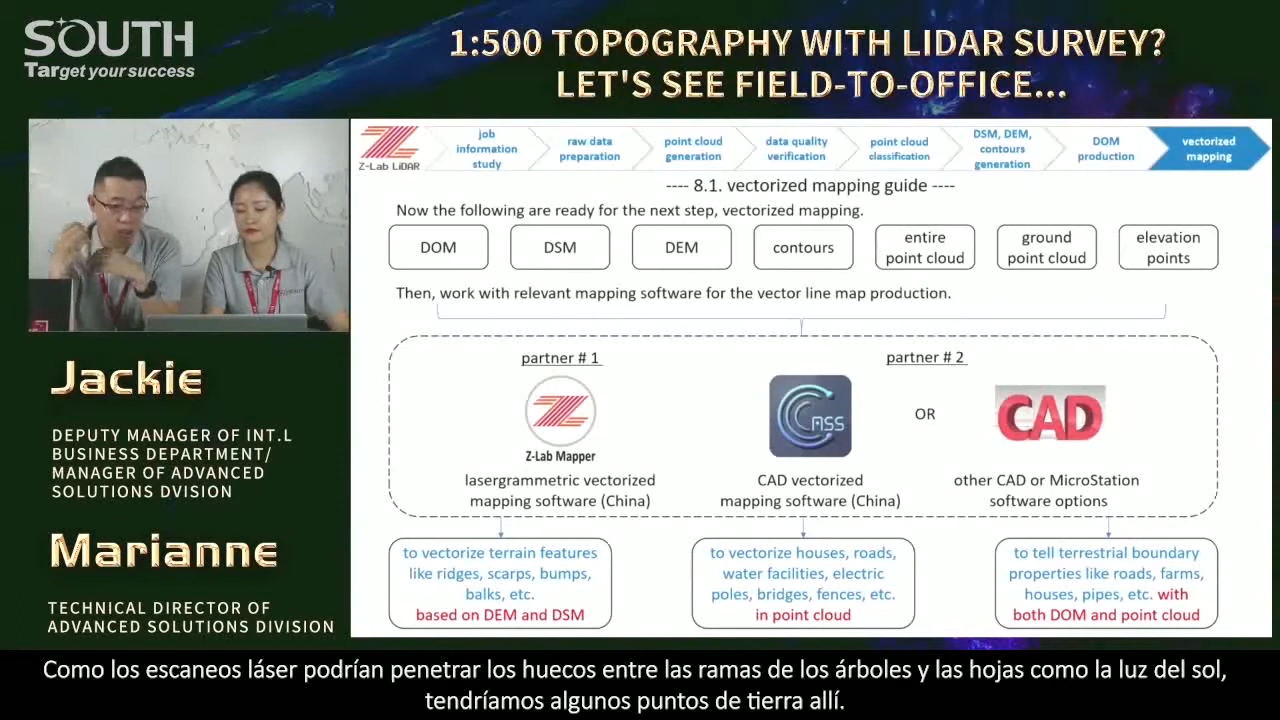 SOUTH
Target your success
1:500 TOPOGRAPHY WITH LIDAR SURVEY?
LET'S SEE FIELD-TO-OFFICE...
Z-Lab LiDAR
job
information
study
raw data
preparation
point cloud
generation
data quality
verification
point cloud
classification
DSM, DEM,
contours
generation
DOM
production
vectorized
mapping
---- 8.1. vectorized mapping guide ----
Now the following are ready for the next step, vectorized mapping.
DOM
DSM
DEM
contours
entire
point cloud
ground
point cloud
elevation
points
Then, work with relevant mapping software for the vector line map production.
partner # 1
partner # 2
Z-Lab Mapper
CASS
OR
CAD
lasergrammetric vectorized
mapping software (China)
CAD vectorized
mapping software (China)
other CAD or MicroStation
software options
to vectorize terrain features
like ridges, scarps, bumps,
balks, etc.
based on DEM and DSM
to vectorize houses, roads,
water facilities, electric
poles, bridges, fences, etc.
in point cloud
to tell terrestrial boundary
properties like roads, farms,
houses, pipes, etc. with
both DOM and point cloud
Jackie
DEPUTY MANAGER OF INT.L
BUSINESS DEPARTMENT/
MANAGER OF ADVANCED
SOLUTIONS DVISION
Marianne
TECHNICAL DIRECTOR OF
ADVANCED SOLUTIONS DIVISION
Como los escaneos láser podrían penetrar los huecos entre las ramas de los árboles y las hojas como la luz del sol,
tendríamos algunos puntos de tierra allí.